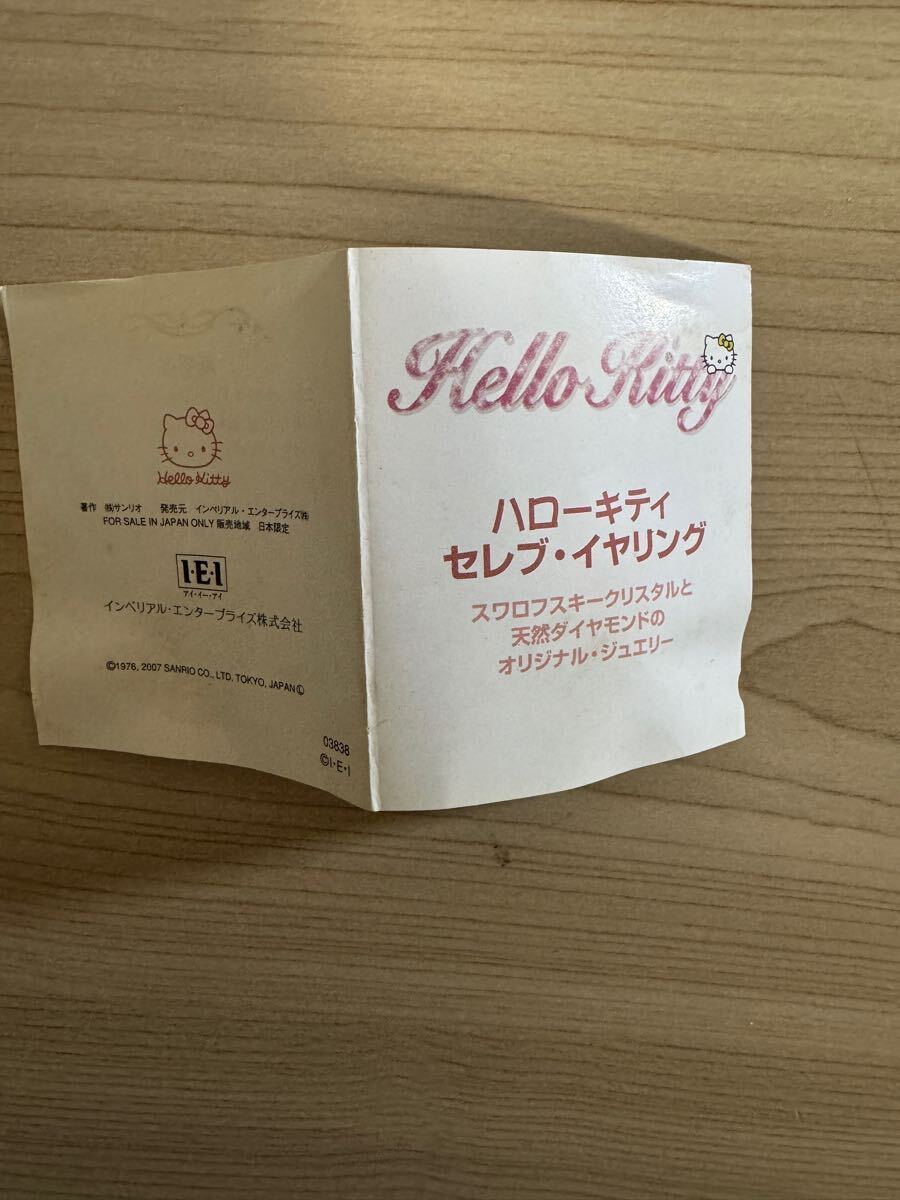 Hello Kitty
ハローキティ
セレブ・イヤリング
スワロフスキークリスタルと
天然ダイヤモンドの
オリジナル・ジュエリー
Hello Kitty
著作 ㈱サンリオ 発売元 インペリアル・エンタープライズ㈱
FOR SALE IN JAPAN ONLY 販売地域 日本限定
I・E・I
アイ・イー・アイ
インペリアル・エンタープライズ株式会社
©1976, 2007 SANRIO CO., LTD. TOKYO, JAPAN Ⓛ
03838
©I・E・I